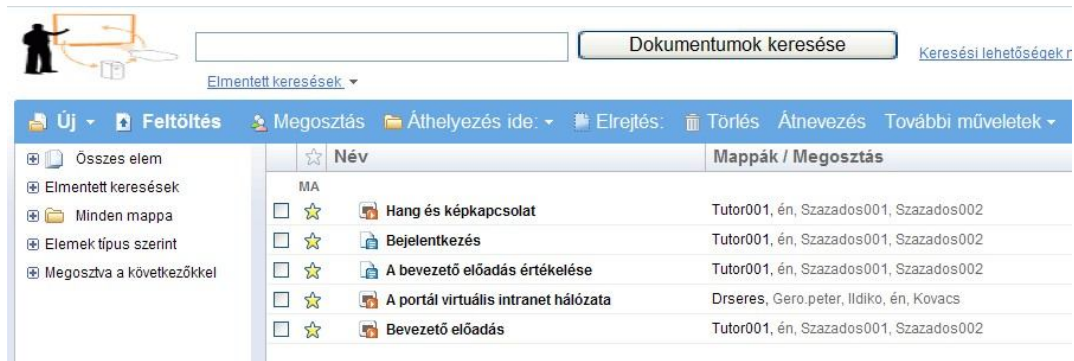 Dokumentumok keresése
Keresési lehetőségek
Elmentett keresések
Új Feltöltés Megosztás Áthelyezés ide: Elrejtés: Törlés Átnevezés További műveletek
Összes elem
Elmentett keresések
Minden mappa
Elemek típus szerint
Megosztva a következőkkel
Név Mappák / Megosztás
MA
Hang és képkapcsolat Tutor001, én, Szazados001, Szazados002
Bejelentkezés Tutor001, én, Szazados001, Szazados002
A bevezető előadás értékelése Tutor001, én, Szazados001, Szazados002
A portál virtuális intranet hálózata Drseres, Gero.peter, Ildiko, én, Kovacs
Bevezető előadás Tutor001, én, Szazados001, Szazados002